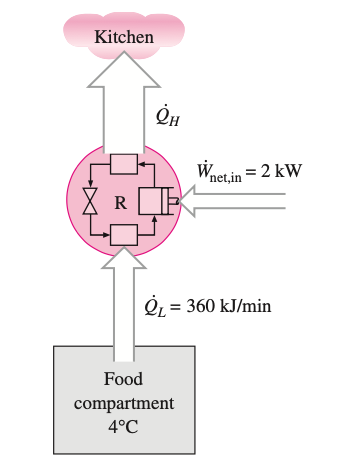 Kitchen
Q̇H
Ẇnet,in = 2 kW
R
Q̇L = 360 kJ/min
Food
compartment
4°C